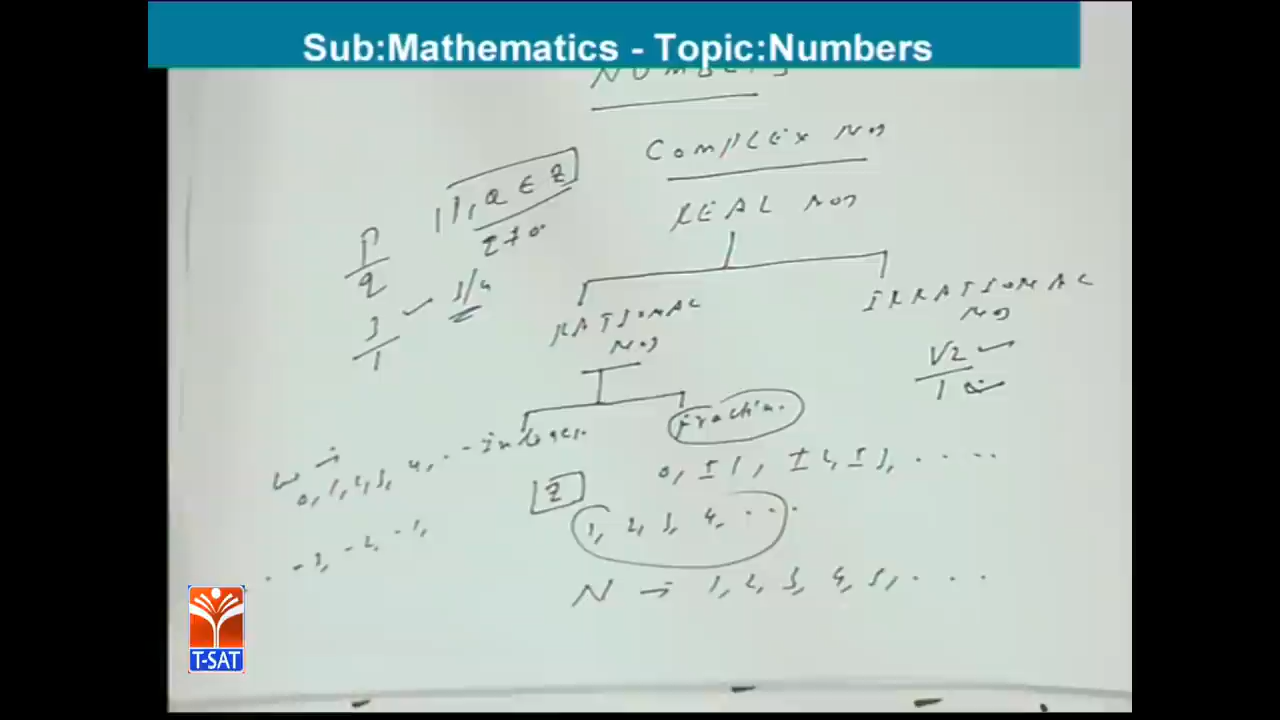 Sub:Mathematics - Topic:Numbers
NUMBERS
COMPLEX NOS
REAL NOS
P/q
P, Q ∈ Z
q ≠ 0
3/1 ✓
3/4
RATIONAL NOS
IRRATIONAL NOS
√2 ✓
1
Integers
fraction.
W →
0, 1, 2, 3, 4, ..
0, ±1, ±2, ±3, .....
Z
1, 2, 3, 4, ...
.. -3, -2, -1,
N → 1, 2, 3, 4, 5, ...
T-SAT